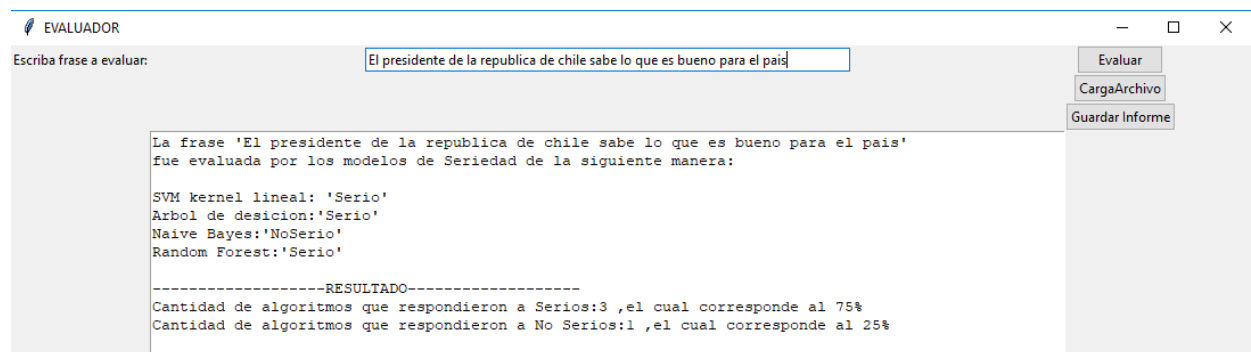 EVALUADOR
Escriba frase a evaluar:
El presidente de la republica de chile sabe lo que es bueno para el pais
Evaluar
CargaArchivo
Guardar Informe
La frase 'El presidente de la republica de chile sabe lo que es bueno para el pais'
fue evaluada por los modelos de Seriedad de la siguiente manera:
SVM kernel lineal: 'Serio'
Arbol de desicion:'Serio'
Naive Bayes:'NoSerio'
Random Forest:'Serio'
-------------------RESULTADO-------------------
Cantidad de algoritmos que respondieron a Serios:3 ,el cual corresponde al 75%
Cantidad de algoritmos que respondieron a No Serios:1 ,el cual corresponde al 25%